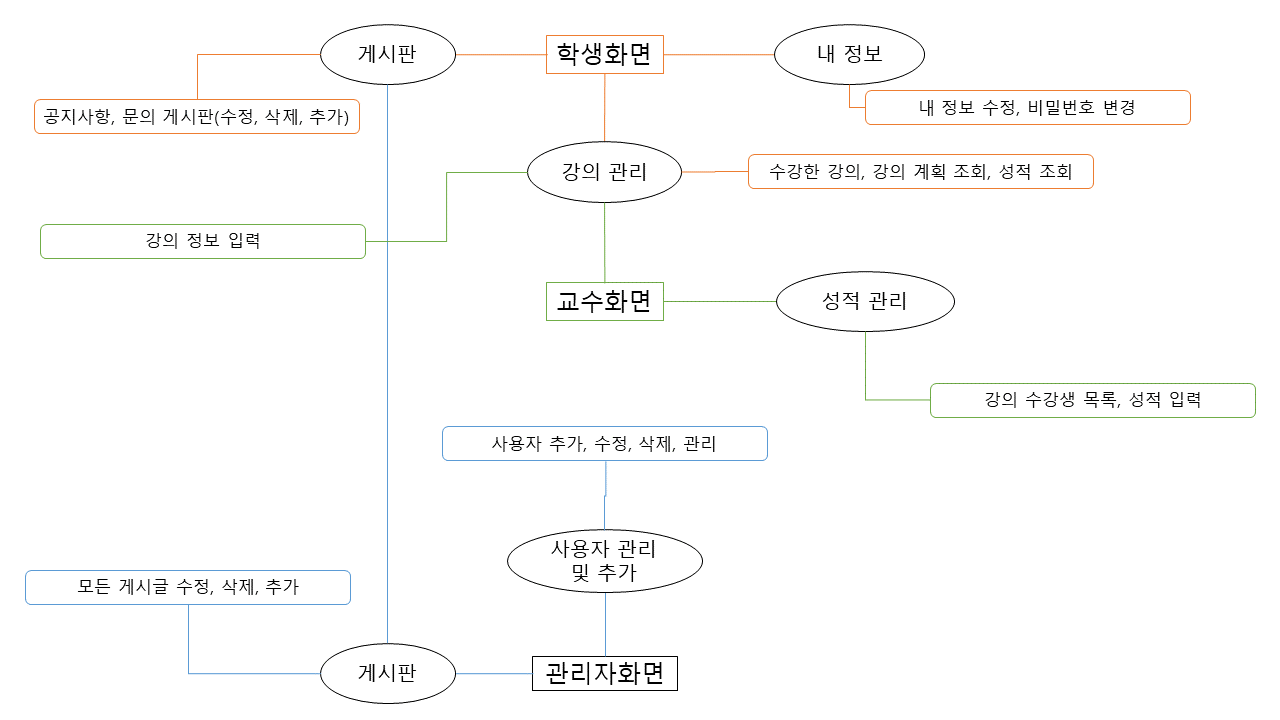 게시판
학생화면
내 정보
공지사항, 문의 게시판(수정, 삭제, 추가)
내 정보 수정, 비밀번호 변경
강의 관리
수강한 강의, 강의 계획 조회, 성적 조회
강의 정보 입력
교수화면
성적 관리
강의 수강생 목록, 성적 입력
사용자 추가, 수정, 삭제, 관리
사용자 관리
및 추가
모든 게시글 수정, 삭제, 추가
게시판
관리자화면